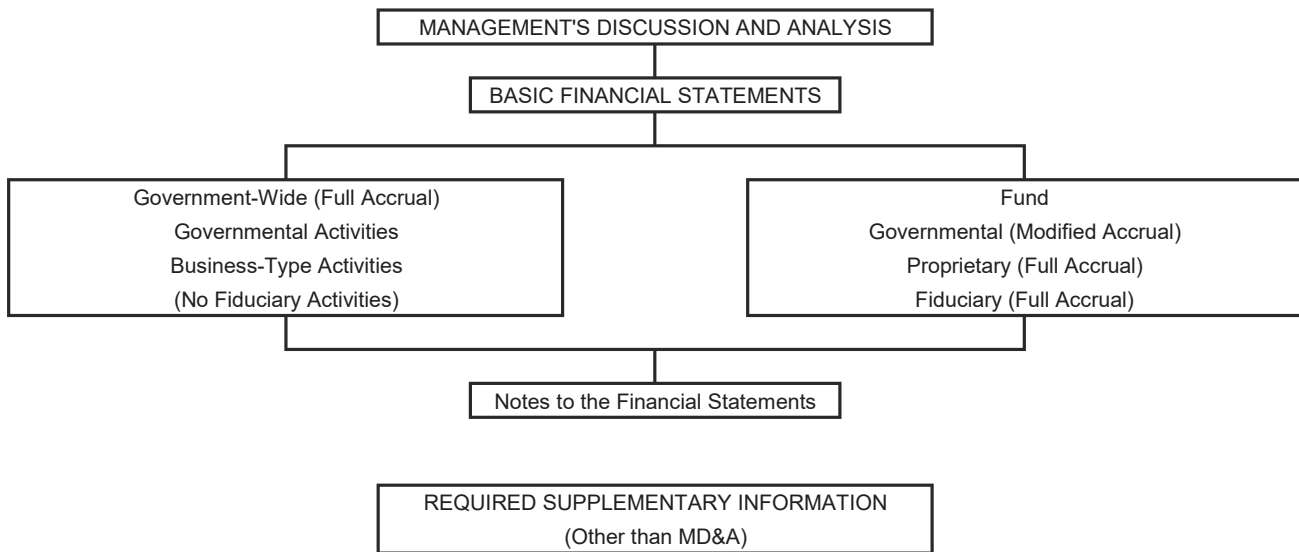 MANAGEMENT'S DISCUSSION AND ANALYSIS
BASIC FINANCIAL STATEMENTS
Government-Wide (Full Accrual)
Governmental Activities
Business-Type Activities
(No Fiduciary Activities)
Fund
Governmental (Modified Accrual)
Proprietary (Full Accrual)
Fiduciary (Full Accrual)
Notes to the Financial Statements
REQUIRED SUPPLEMENTARY INFORMATION
(Other than MD&A)